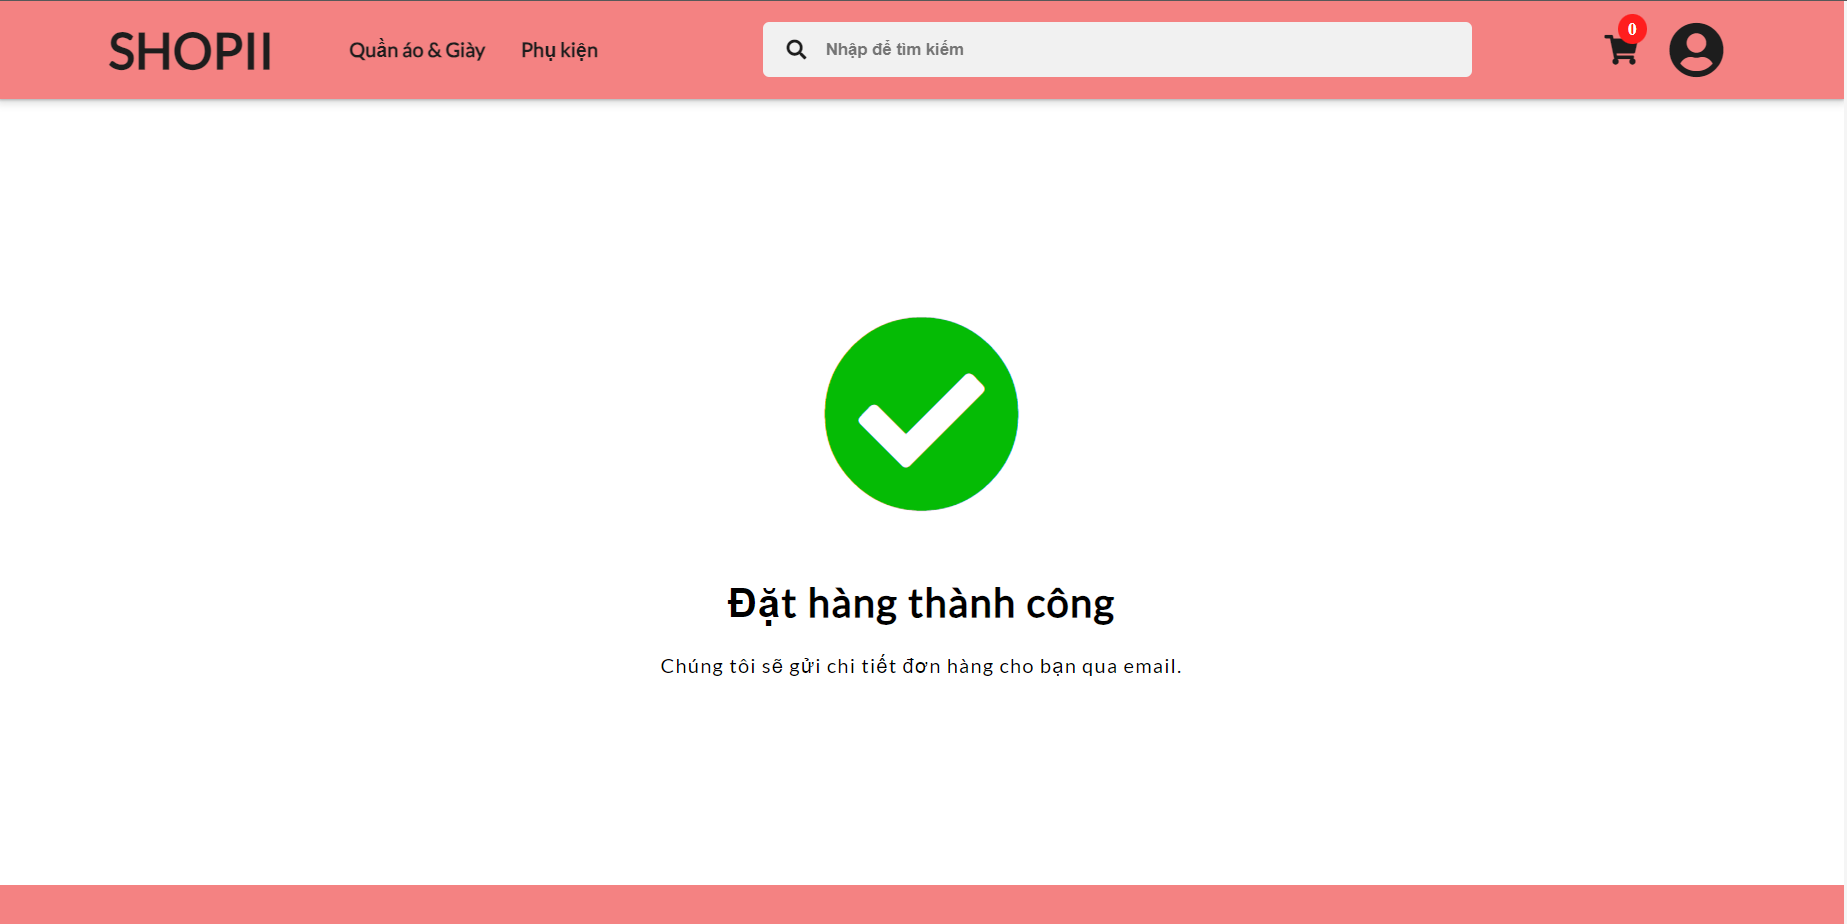 SHOPII
Quần áo & Giày
Phụ kiện
Nhập để tìm kiếm
0
Đặt hàng thành công
Chúng tôi sẽ gửi chi tiết đơn hàng cho bạn qua email.